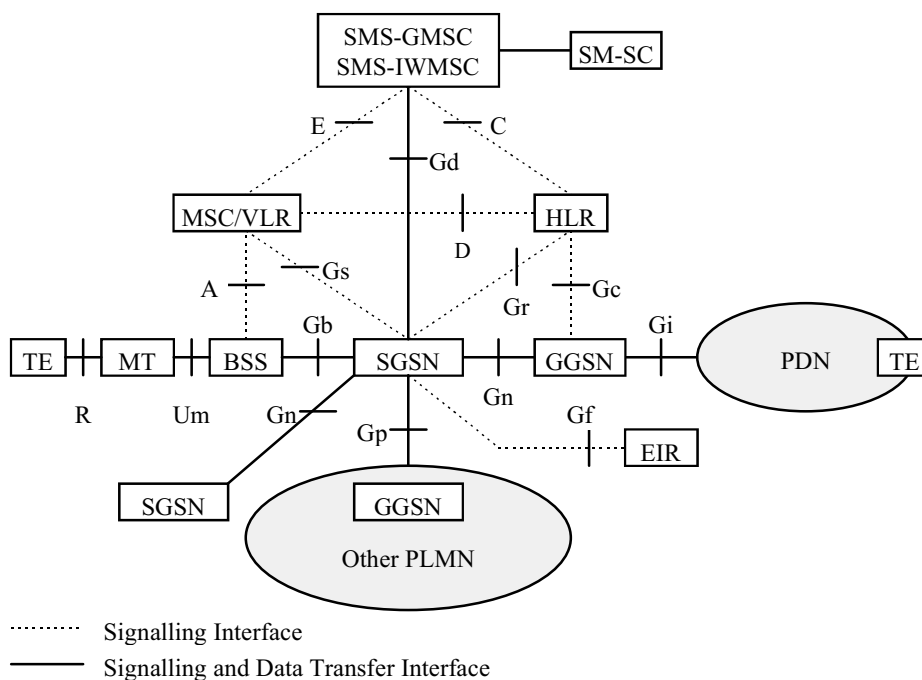 SMS-GMSC
SMS-IWMSC
SM-SC
E
C
Gd
MSC/VLR
HLR
D
Gs
A
Gr
Gc
Gb
Gi
TE
MT
BSS
SGSN
GGSN
PDN
TE
R
Um
Gn
Gn
Gp
Gf
EIR
SGSN
GGSN
Other PLMN
Signalling Interface
Signalling and Data Transfer Interface